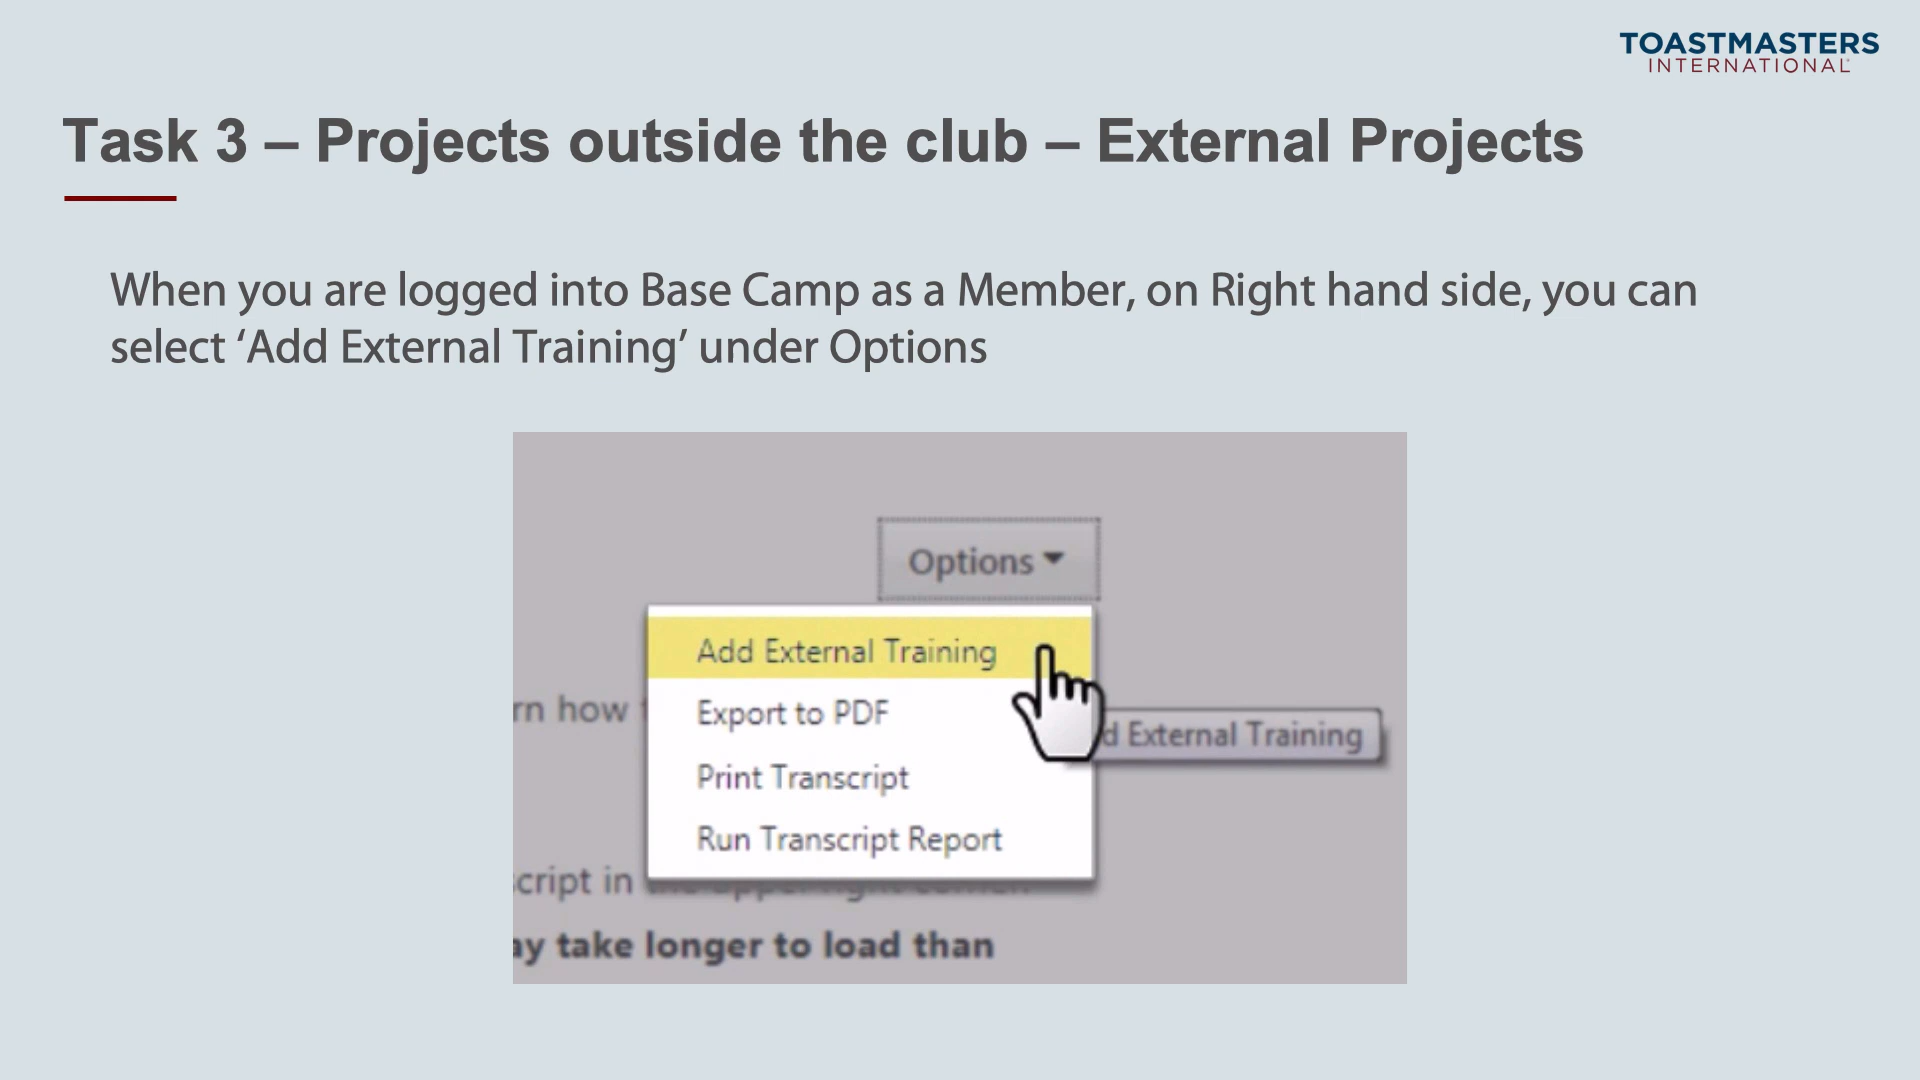 TOASTMASTERS
INTERNATIONAL
Task 3 – Projects outside the club – External Projects
When you are logged into Base Camp as a Member, on Right hand side, you can
select ‘Add External Training’ under Options
Options
Add External Training
rn how
Export to PDF
d External Training
Print Transcript
Run Transcript Report
cript in
ay take longer to load than